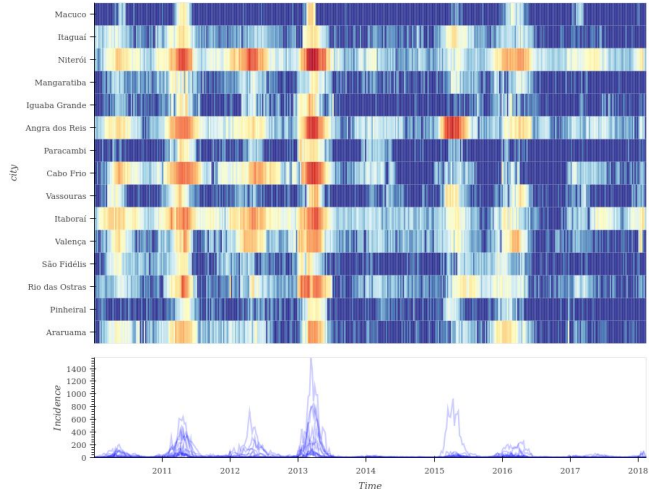 city
Macuco
Itaguaí
Niterói
Mangaratiba
Iguaba Grande
Angra dos Reis
Paracambi
Cabo Frio
Vassouras
Itaboraí
Valença
São Fidélis
Rio das Ostras
Pinheiral
Araruama
Incidence
1400
1200
1000
800
600
400
200
0
2011 2012 2013 2014 2015 2016 2017 2018
Time